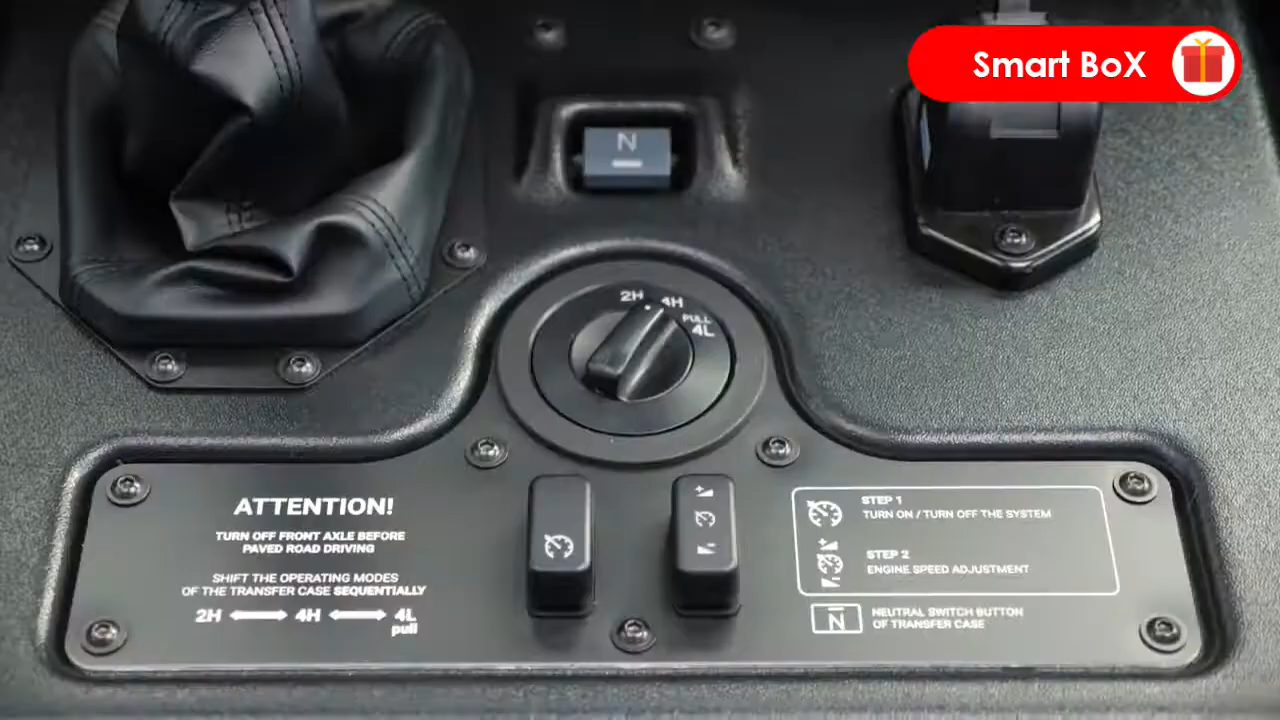 Smart BoX
N
2H 4H
PULL
4L
ATTENTION!
TURN OFF FRONT AXLE BEFORE
PAVED ROAD DRIVING
SHIFT THE OPERATING MODES
OF THE TRANSFER CASE SEQUENTIALLY
2H 4H 4L
pull
STEP 1
TURN ON / TURN OFF THE SYSTEM
STEP 2
ENGINE SPEED ADJUSTMENT
N
NEUTRAL SWITCH BUTTON
OF TRANSFER CASE